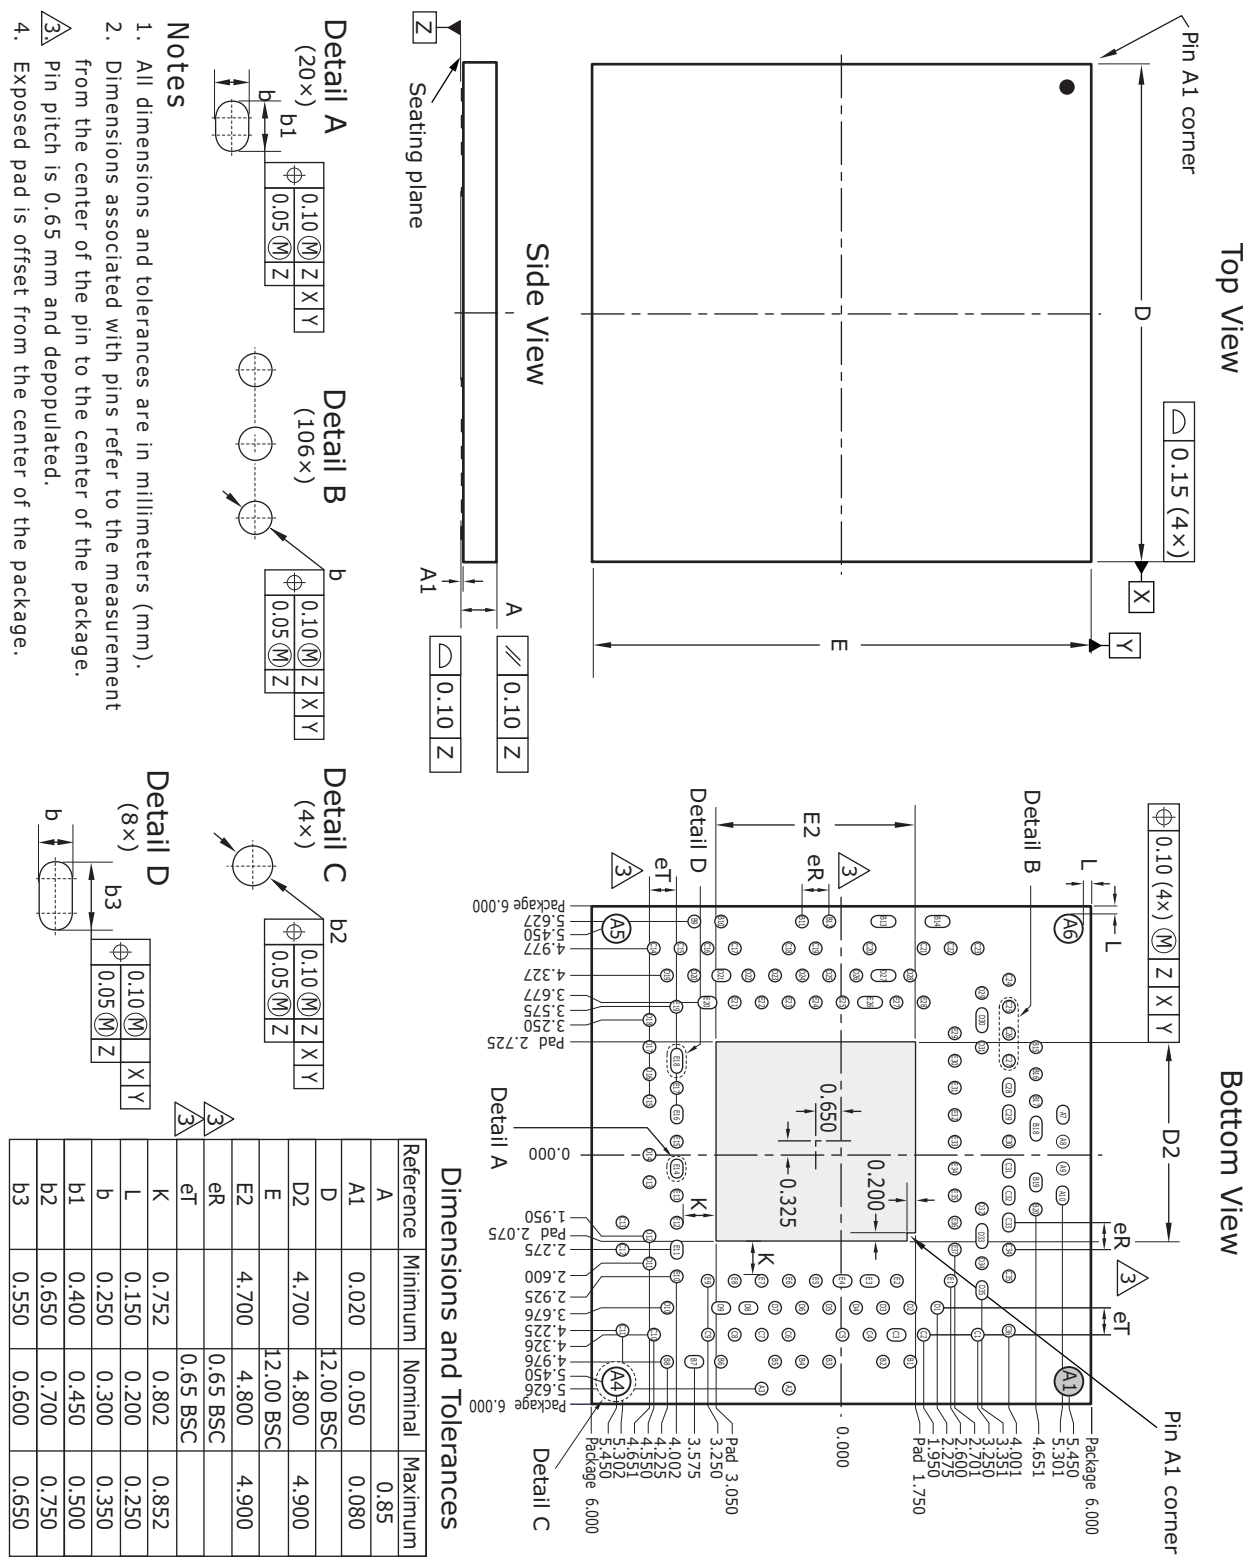 Top View
Pin A1 corner
D
0.15 (4×)
X
Y
E
Side View
Z
Seating plane
A1
A
0.10 Z
0.10 Z
Bottom View
0.10 (4×) Ⓜ Z X Y
L
L
D2
eR
3
eT
Pin A1 corner
Detail B
E2
eR
3
Detail D
eT
3
Detail A
Detail C
0.650
0.325
0.200
K
K
A6
A1
A5
A4
Package 6.000
5.627
5.450
4.977
4.327
3.677
3.575
3.250
Pad 2.725
0.000
1.950
Pad 2.075
2.275
2.600
2.925
3.676
4.225
4.326
4.976
5.450
5.626
Package 6.000
Package 6.000
5.450
5.301
4.651
4.001
3.351
3.250
2.701
2.600
2.275
1.950
Pad 1.750
0.000
Pad 3.050
3.250
3.575
4.002
4.225
4.550
4.651
5.302
5.450
Package 6.000
Detail A
(20×)
b
b1
0.10 Ⓜ Z X Y
0.05 Ⓜ Z
Detail B
(106×)
b
0.10 Ⓜ Z X Y
0.05 Ⓜ Z
Detail C
(4×)
b2
0.10 Ⓜ Z X Y
0.05 Ⓜ Z
Detail D
(8×)
b
b3
0.10 Ⓜ X Y
0.05 Ⓜ Z
Notes
1. All dimensions and tolerances are in millimeters (mm).
2. Dimensions associated with pins refer to the measurement
from the center of the pin to the center of the package.
3. Pin pitch is 0.65 mm and depopulated.
4. Exposed pad is offset from the center of the package.
Dimensions and Tolerances
Reference Minimum Nominal Maximum
A 0.85
A1 0.020 0.050 0.080
D 12.00 BSC
D2 4.700 4.800 4.900
E 12.00 BSC
E2 4.700 4.800 4.900
3 eR 0.65 BSC
3 eT 0.65 BSC
K 0.752 0.802 0.852
L 0.150 0.200 0.250
b 0.250 0.300 0.350
b1 0.400 0.450 0.500
b2 0.650 0.700 0.750
b3 0.550 0.600 0.650